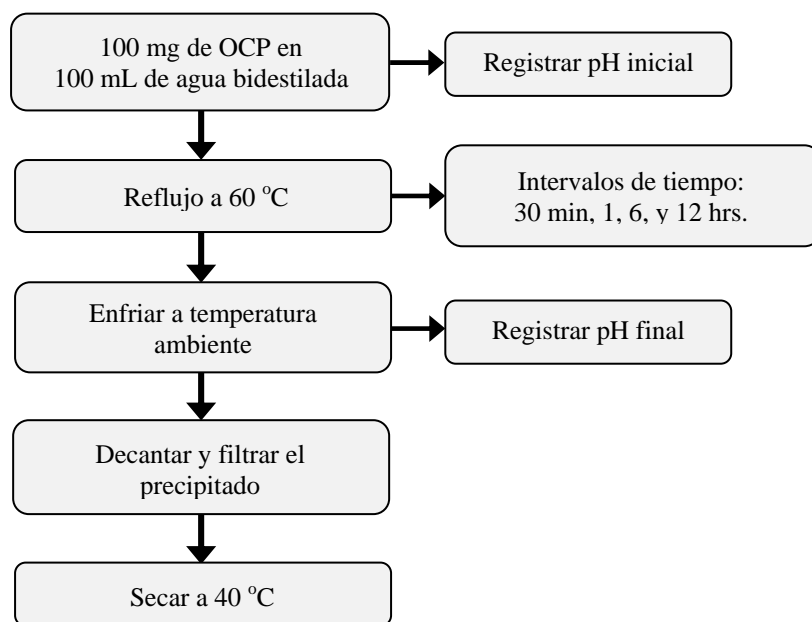 100 mg de OCP en
100 mL de agua bidestilada
Registrar pH inicial
Reflujo a 60 °C
Intervalos de tiempo:
30 min, 1, 6, y 12 hrs.
Enfriar a temperatura
ambiente
Registrar pH final
Decantar y filtrar el
precipitado
Secar a 40 °C